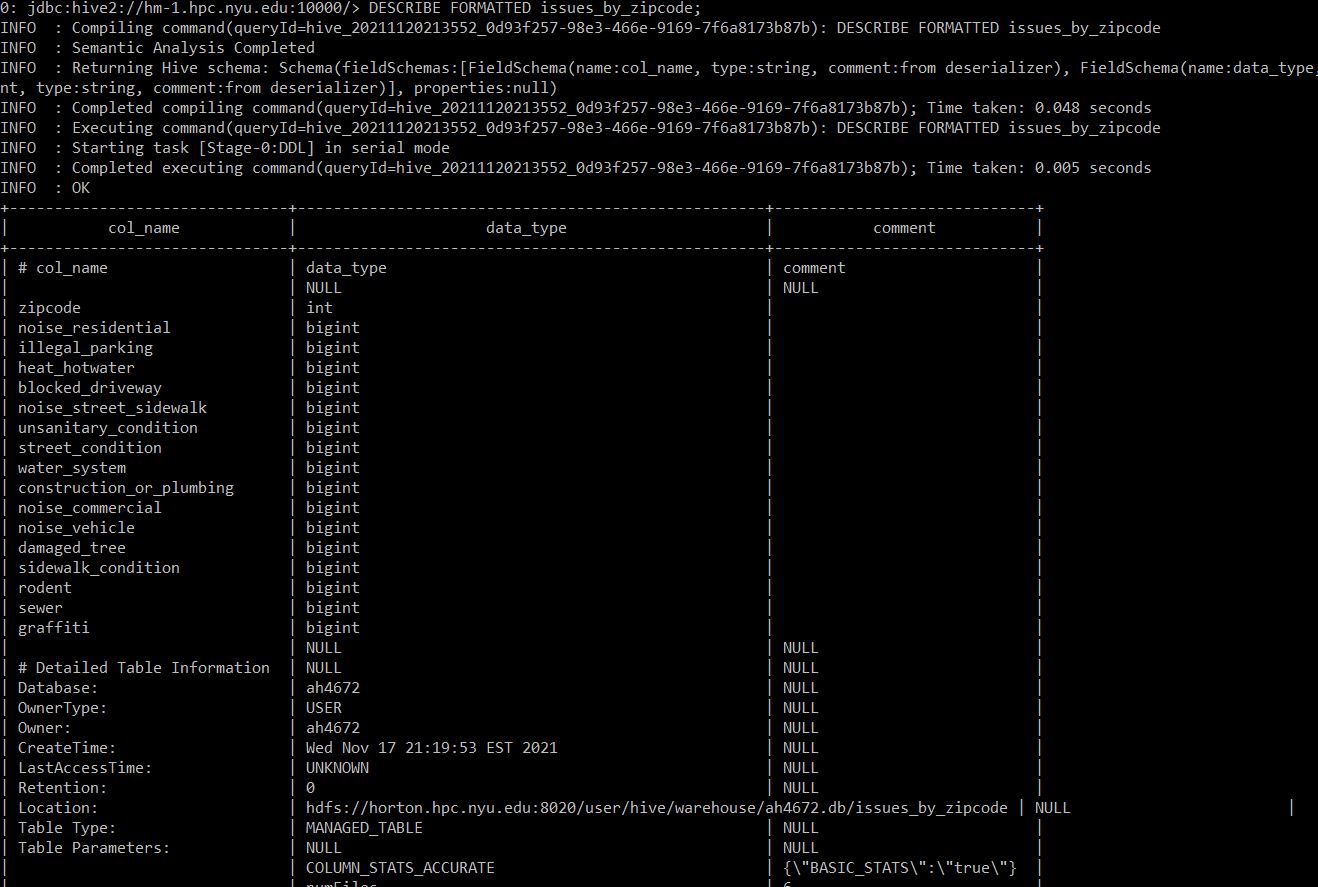 0: jdbc:hive2://hm-1.hpc.nyu.edu:10000/> DESCRIBE FORMATTED issues_by_zipcode;
INFO  : Compiling command(queryId=hive_20211120213552_0d93f257-98e3-466e-9169-7f6a8173b87b): DESCRIBE FORMATTED issues_by_zipcode
INFO  : Semantic Analysis Completed
INFO  : Returning Hive schema: Schema(fieldSchemas:[FieldSchema(name:col_name, type:string, comment:from deserializer), FieldSchema(name:data_type,
nt, type:string, comment:from deserializer)], properties:null)
INFO  : Completed compiling command(queryId=hive_20211120213552_0d93f257-98e3-466e-9169-7f6a8173b87b); Time taken: 0.048 seconds
INFO  : Executing command(queryId=hive_20211120213552_0d93f257-98e3-466e-9169-7f6a8173b87b): DESCRIBE FORMATTED issues_by_zipcode
INFO  : Starting task [Stage-0:DDL] in serial mode
INFO  : Completed executing command(queryId=hive_20211120213552_0d93f257-98e3-466e-9169-7f6a8173b87b); Time taken: 0.005 seconds
INFO  : OK
+-------------------------------+----------------------------------------------------+-----------------------------+
| col_name | data_type | comment |
+-------------------------------+----------------------------------------------------+-----------------------------+
| # col_name | data_type | comment |
| | NULL | NULL |
| zipcode | int | |
| noise_residential | bigint | |
| illegal_parking | bigint | |
| heat_hotwater | bigint | |
| blocked_driveway | bigint | |
| noise_street_sidewalk | bigint | |
| unsanitary_condition | bigint | |
| street_condition | bigint | |
| water_system | bigint | |
| construction_or_plumbing | bigint | |
| noise_commercial | bigint | |
| noise_vehicle | bigint | |
| damaged_tree | bigint | |
| sidewalk_condition | bigint | |
| rodent | bigint | |
| sewer | bigint | |
| graffiti | bigint | |
| | NULL | NULL |
| # Detailed Table Information | NULL | NULL |
| Database: | ah4672 | NULL |
| OwnerType: | USER | NULL |
| Owner: | ah4672 | NULL |
| CreateTime: | Wed Nov 17 21:19:53 EST 2021 | NULL |
| LastAccessTime: | UNKNOWN | NULL |
| Retention: | 0 | NULL |
| Location: | hdfs://horton.hpc.nyu.edu:8020/user/hive/warehouse/ah4672.db/issues_by_zipcode | NULL |
| Table Type: | MANAGED_TABLE | NULL |
| Table Parameters: | NULL | NULL |
| | COLUMN_STATS_ACCURATE | {\"BASIC_STATS\":\"true\"} |
| | numFiles | 6 |